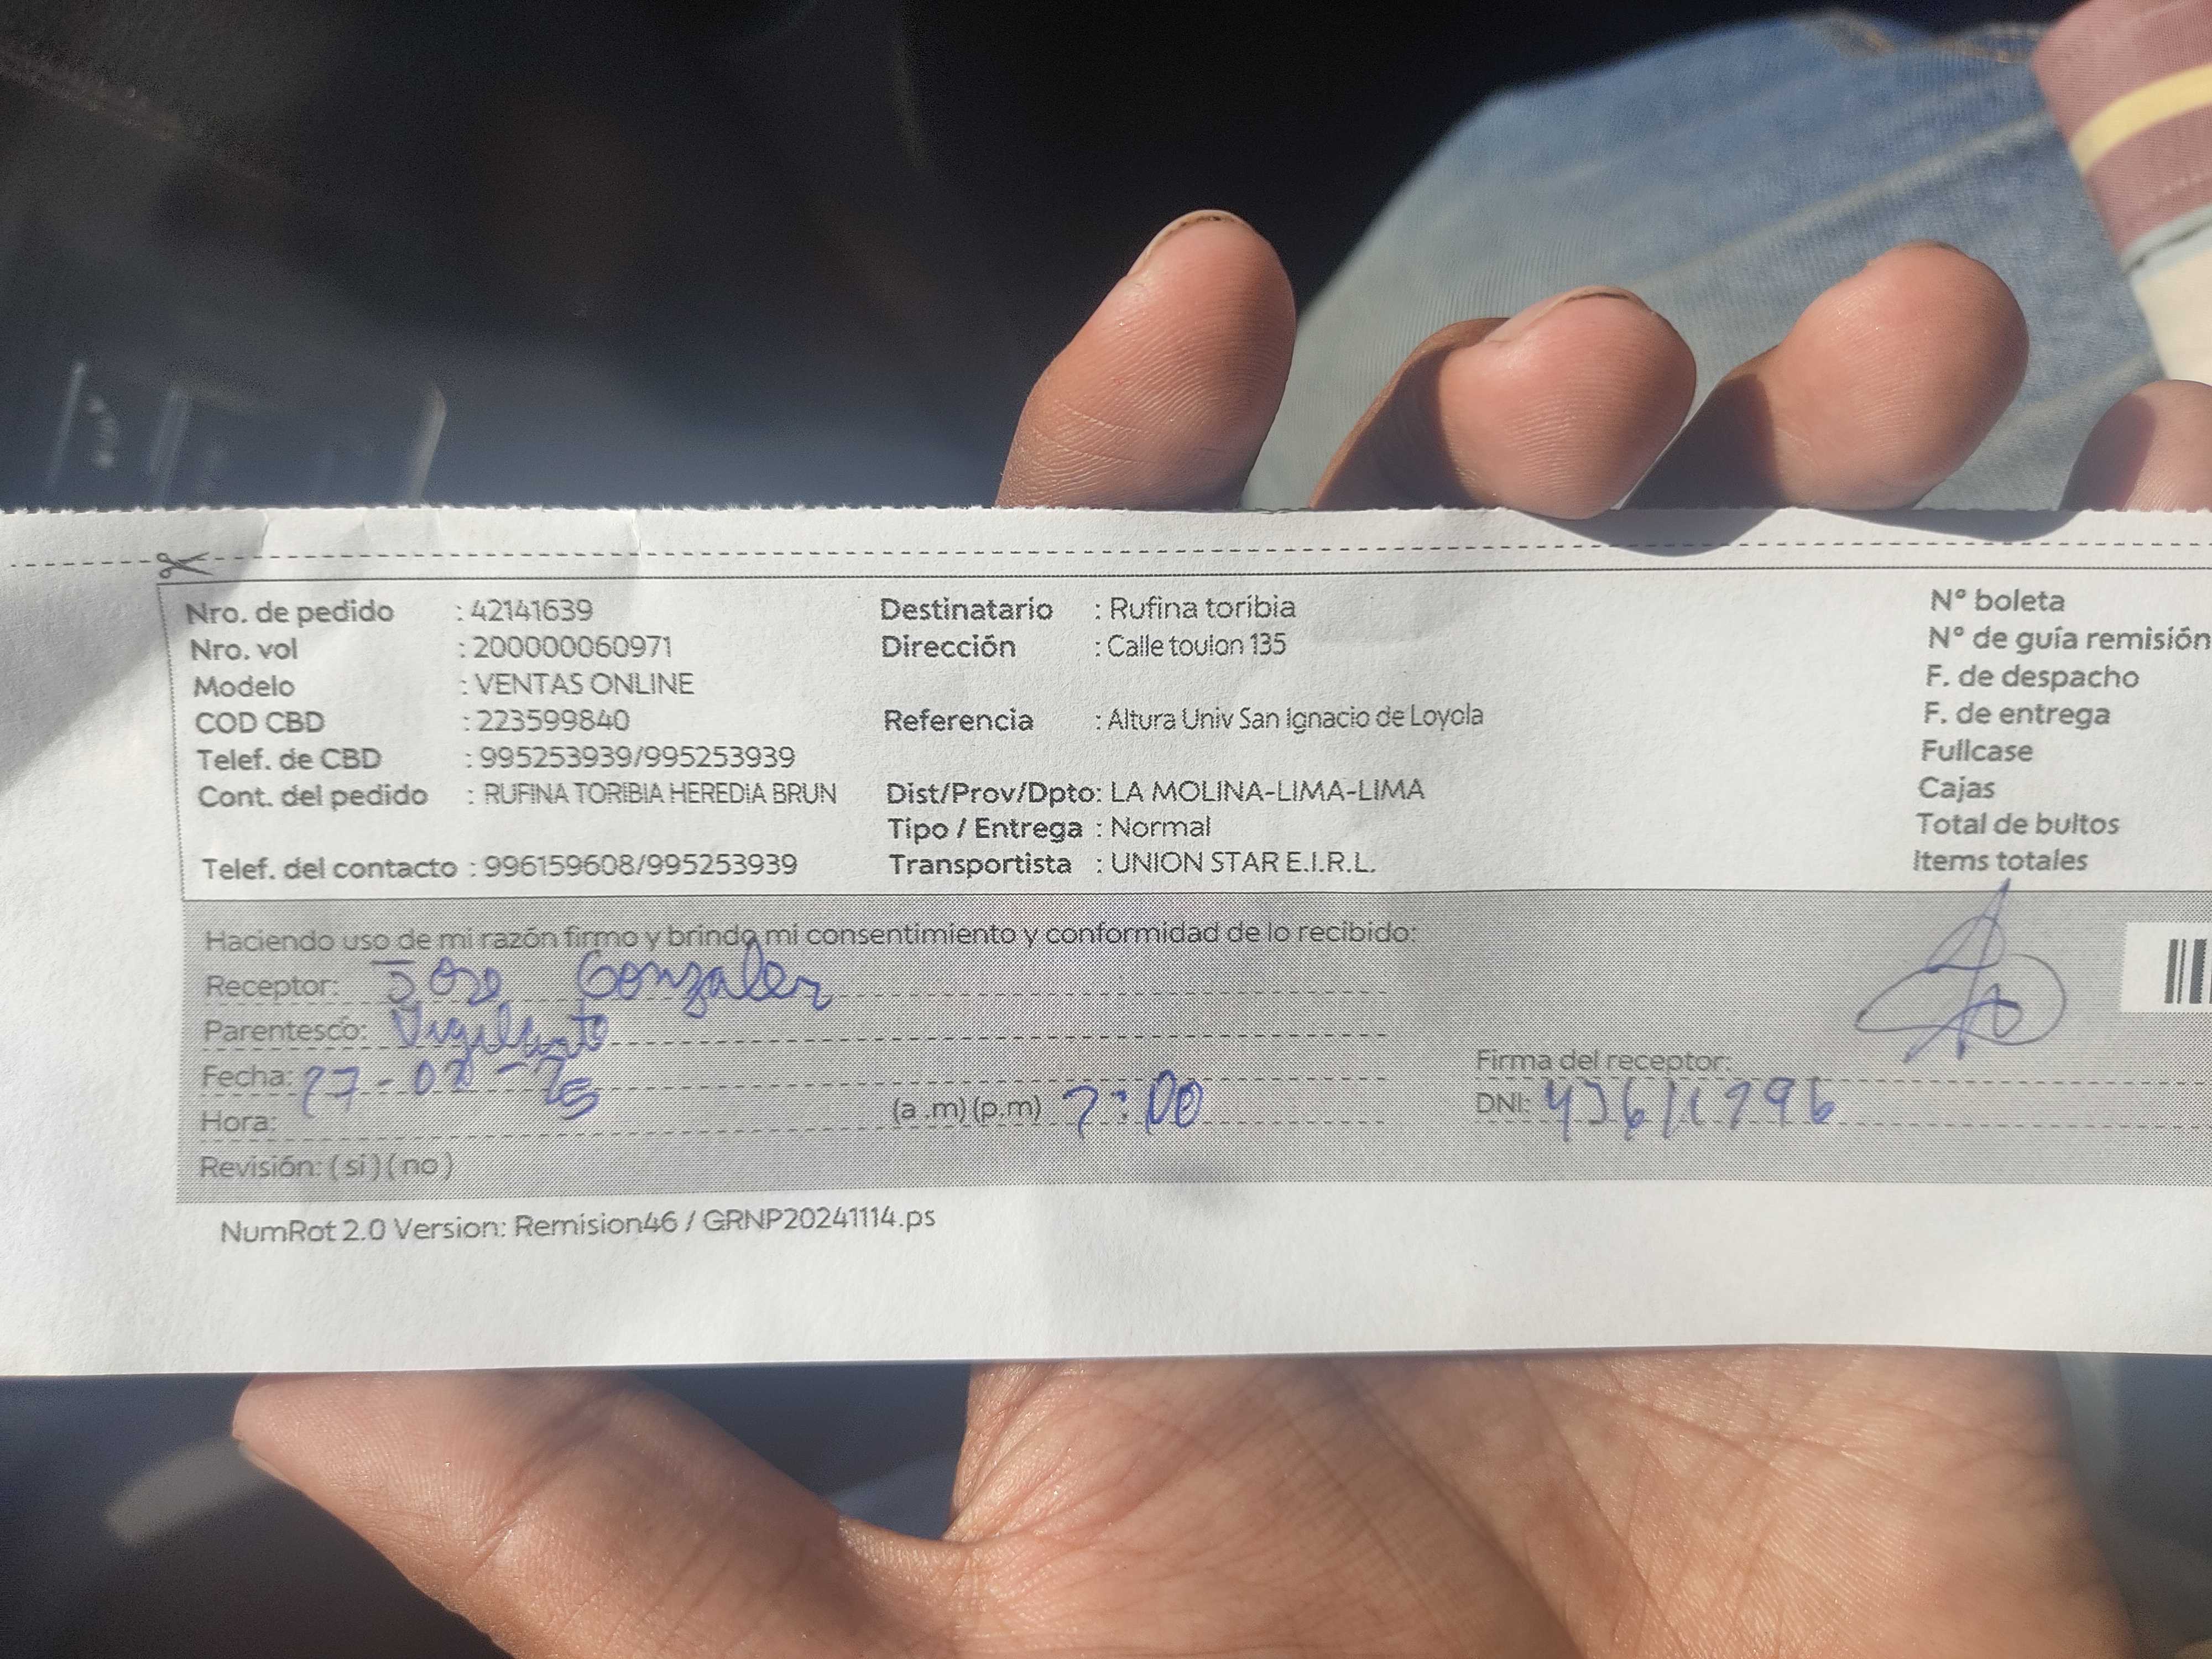 Nro. de pedido : 42141639
Nro. vol : 200000060971
Modelo : VENTAS ONLINE
COD CBD : 223599840
Telef. de CBD : 995253939/995253939
Cont. del pedido : RUFINA TORIBIA HEREDIA BRUN
Telef. del contacto : 996159608/995253939
Destinatario : Rufina toribia
Dirección : Calle toulon 135
Referencia : Altura Univ San Ignacio de Loyola
Dist/Prov/Dpto: LA MOLINA-LIMA-LIMA
Tipo / Entrega : Normal
Transportista : UNION STAR E.I.R.L.
N° boleta
N° de guía remisión
F. de despacho
F. de entrega
Fullcase
Cajas
Total de bultos
Items totales
Haciendo uso de mi razón firmo y brindo mi consentimiento y conformidad de lo recibido:
Receptor: Jose Gonzalez
Parentesco: Vigilante
Fecha:
Hora: (a .m) (p.m) :00
Firma del receptor:
DNI:
Revisión: ( si ) ( no )
NumRot 2.0 Version: Remision46 / GRNP20241114.ps